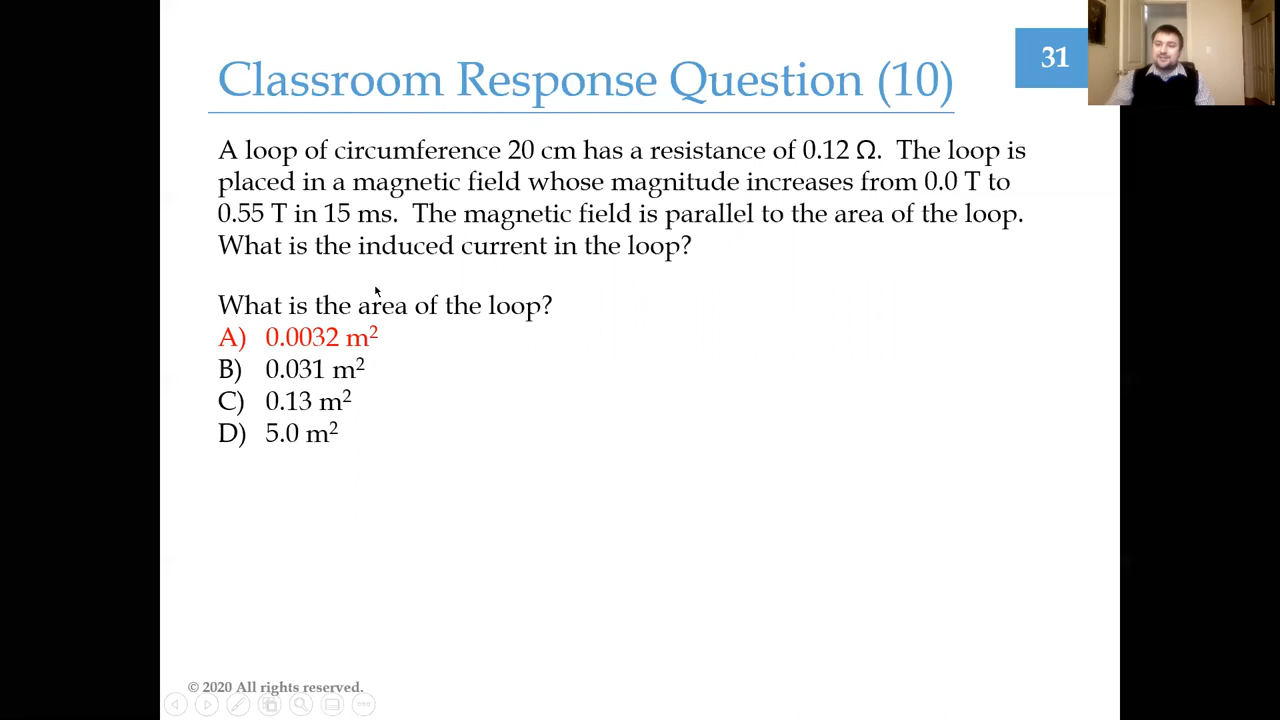 Classroom Response Question (10)
31
A loop of circumference 20 cm has a resistance of 0.12 Ω. The loop is
placed in a magnetic field whose magnitude increases from 0.0 T to
0.55 T in 15 ms. The magnetic field is parallel to the area of the loop.
What is the induced current in the loop?
What is the area of the loop?
A) 0.0032 m²
B) 0.031 m²
C) 0.13 m²
D) 5.0 m²
© 2020 All rights reserved.